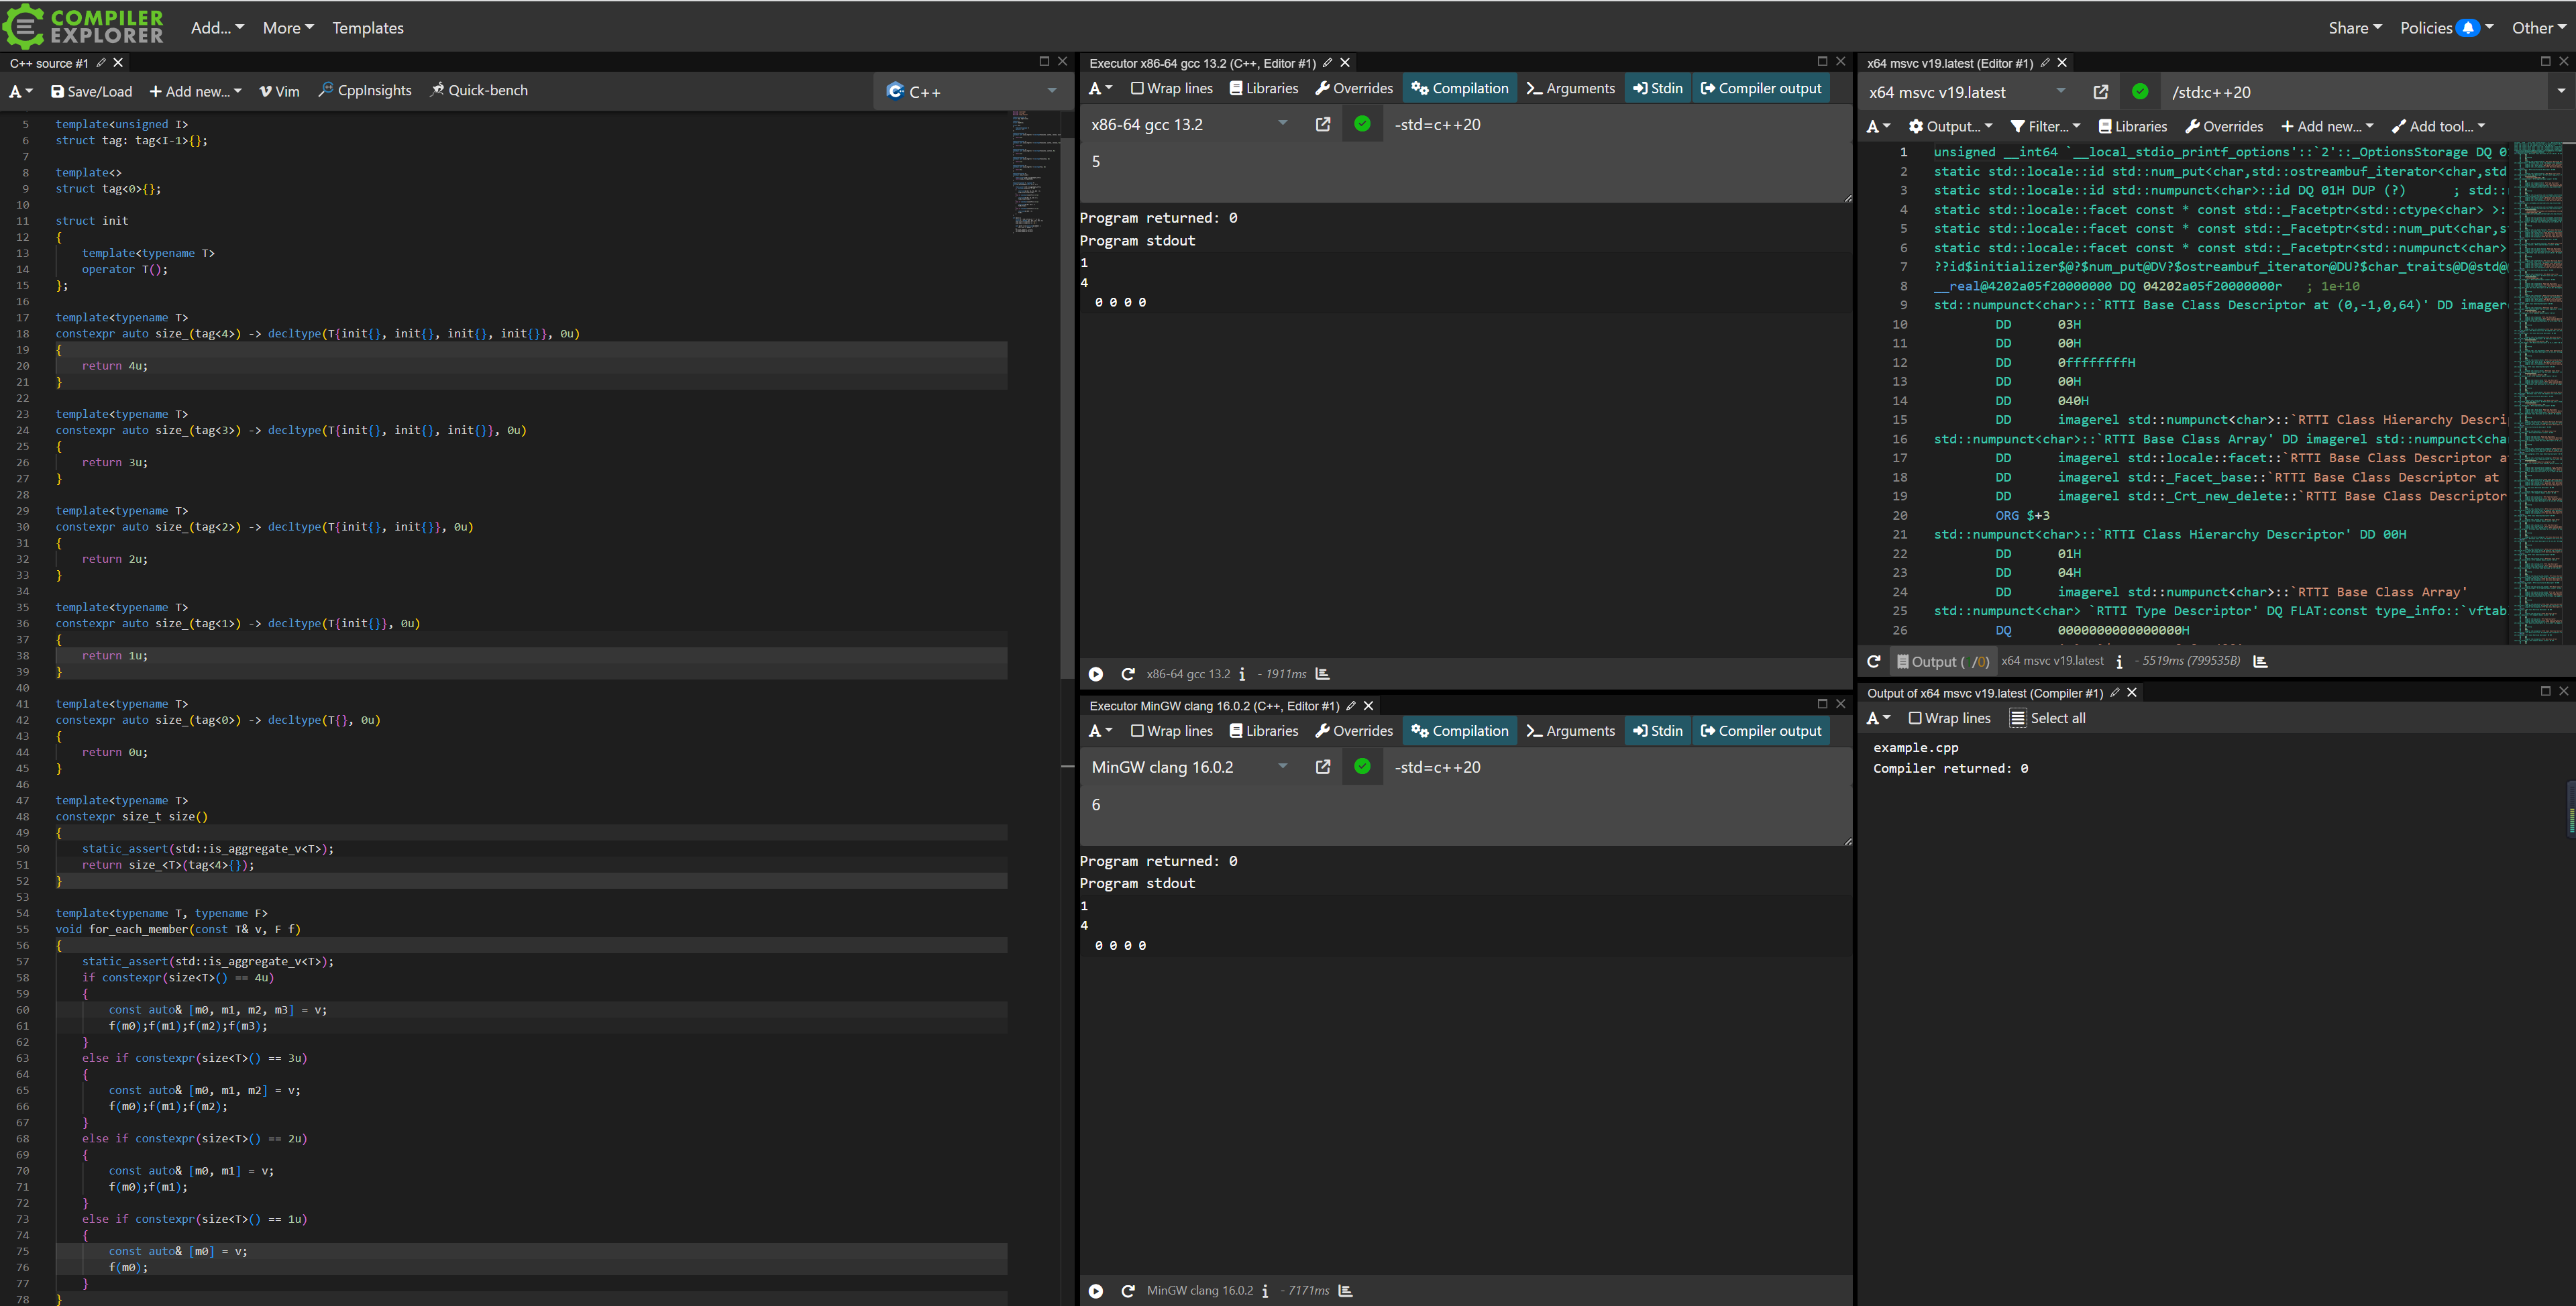 COMPILER
EXPLORER
Add...
More
Templates
Share
Policies
Other
C++ source #1
A
Save/Load
Add new...
Vim
CppInsights
Quick-bench
C++
5 template<unsigned I>
6 struct tag: tag<I-1>{};
7
8 template<>
9 struct tag<0>{};
10
11 struct init
12 {
13 template<typename T>
14 operator T();
15 };
16
17 template<typename T>
18 constexpr auto size_(tag<4>) -> decltype(T{init{}, init{}, init{}, init{}}, 0u)
19 {
20 return 4u;
21 }
22
23 template<typename T>
24 constexpr auto size_(tag<3>) -> decltype(T{init{}, init{}, init{}}, 0u)
25 {
26 return 3u;
27 }
28
29 template<typename T>
30 constexpr auto size_(tag<2>) -> decltype(T{init{}, init{}}, 0u)
31 {
32 return 2u;
33 }
34
35 template<typename T>
36 constexpr auto size_(tag<1>) -> decltype(T{init{}}, 0u)
37 {
38 return 1u;
39 }
40
41 template<typename T>
42 constexpr auto size_(tag<0>) -> decltype(T{}, 0u)
43 {
44 return 0u;
45 }
46
47 template<typename T>
48 constexpr size_t size()
49 {
50 static_assert(std::is_aggregate_v<T>);
51 return size_<T>(tag<4>{});
52 }
53
54 template<typename T, typename F>
55 void for_each_member(const T& v, F f)
56 {
57 static_assert(std::is_aggregate_v<T>);
58 if constexpr(size<T>() == 4u)
59 {
60 const auto& [m0, m1, m2, m3] = v;
61 f(m0);f(m1);f(m2);f(m3);
62 }
63 else if constexpr(size<T>() == 3u)
64 {
65 const auto& [m0, m1, m2] = v;
66 f(m0);f(m1);f(m2);
67 }
68 else if constexpr(size<T>() == 2u)
69 {
70 const auto& [m0, m1] = v;
71 f(m0);f(m1);
72 }
73 else if constexpr(size<T>() == 1u)
74 {
75 const auto& [m0] = v;
76 f(m0);
77 }
78 }
Executor x86-64 gcc 13.2 (C++, Editor #1)
A
Wrap lines
Libraries
Overrides
Compilation
Arguments
Stdin
Compiler output
x86-64 gcc 13.2
-std=c++20
5
Program returned: 0
Program stdout
1
4
0 0 0 0
x86-64 gcc 13.2 i - 1911ms
Executor MinGW clang 16.0.2 (C++, Editor #1)
A
Wrap lines
Libraries
Overrides
Compilation
Arguments
Stdin
Compiler output
MinGW clang 16.0.2
-std=c++20
6
Program returned: 0
Program stdout
1
4
0 0 0 0
MinGW clang 16.0.2 i - 7171ms
x64 msvc v19.latest (Editor #1)
x64 msvc v19.latest
/std:c++20
A
Output...
Filter...
Libraries
Overrides
Add new...
Add tool...
1 unsigned __int64 `__local_stdio_printf_options'::`2'::_OptionsStorage DQ 0
2 static std::locale::id std::num_put<char,std::ostreambuf_iterator<char,std
3 static std::locale::id std::numpunct<char>::id DQ 01H DUP (?) ; std::
4 static std::locale::facet const * const std::_Facetptr<std::ctype<char> >:
5 static std::locale::facet const * const std::_Facetptr<std::num_put<char,s
6 static std::locale::facet const * const std::_Facetptr<std::numpunct<char>
7 ??id$initializer$@?$num_put@DV?$ostreambuf_iterator@DU?$char_traits@D@std@
8 __real@4202a05f20000000 DQ 04202a05f20000000r ; 1e+10
9 std::numpunct<char>::`RTTI Base Class Descriptor at (0,-1,0,64)' DD imager
10 DD 03H
11 DD 00H
12 DD 0ffffffffH
13 DD 00H
14 DD 040H
15 DD imagerel std::numpunct<char>::`RTTI Class Hierarchy Descri
16 std::numpunct<char>::`RTTI Base Class Array' DD imagerel std::numpunct<cha
17 DD imagerel std::locale::facet::`RTTI Base Class Descriptor a
18 DD imagerel std::_Facet_base::`RTTI Base Class Descriptor at
19 DD imagerel std::_Crt_new_delete::`RTTI Base Class Descriptor
20 ORG $+3
21 std::numpunct<char>::`RTTI Class Hierarchy Descriptor' DD 00H
22 DD 01H
23 DD 04H
24 DD imagerel std::numpunct<char>::`RTTI Base Class Array'
25 std::numpunct<char> `RTTI Type Descriptor' DQ FLAT:const type_info::`vftab
26 DQ 0000000000000000H
Output ( /0) x64 msvc v19.latest i - 5519ms (799535B)
Output of x64 msvc v19.latest (Compiler #1)
A
Wrap lines
Select all
example.cpp
Compiler returned: 0